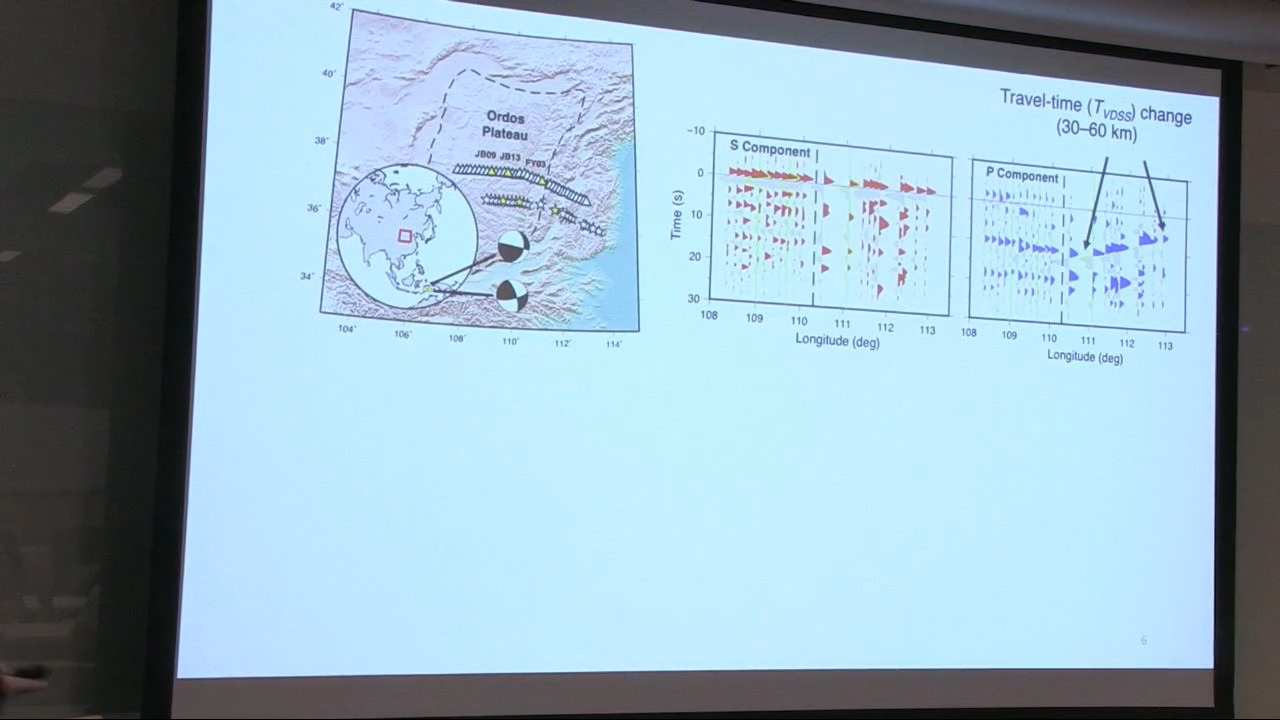 42°
40°
38°
36°
34°
104°
106°
108°
110°
112°
114°
Ordos
Plateau
JB09 JB13 FY03
S Component
Time (s)
-10
0
10
20
30
108
109
110
111
112
113
Longitude (deg)
Travel-time (TVDSS) change
(30–60 km)
P Component
108
109
110
111
112
113
Longitude (deg)
6